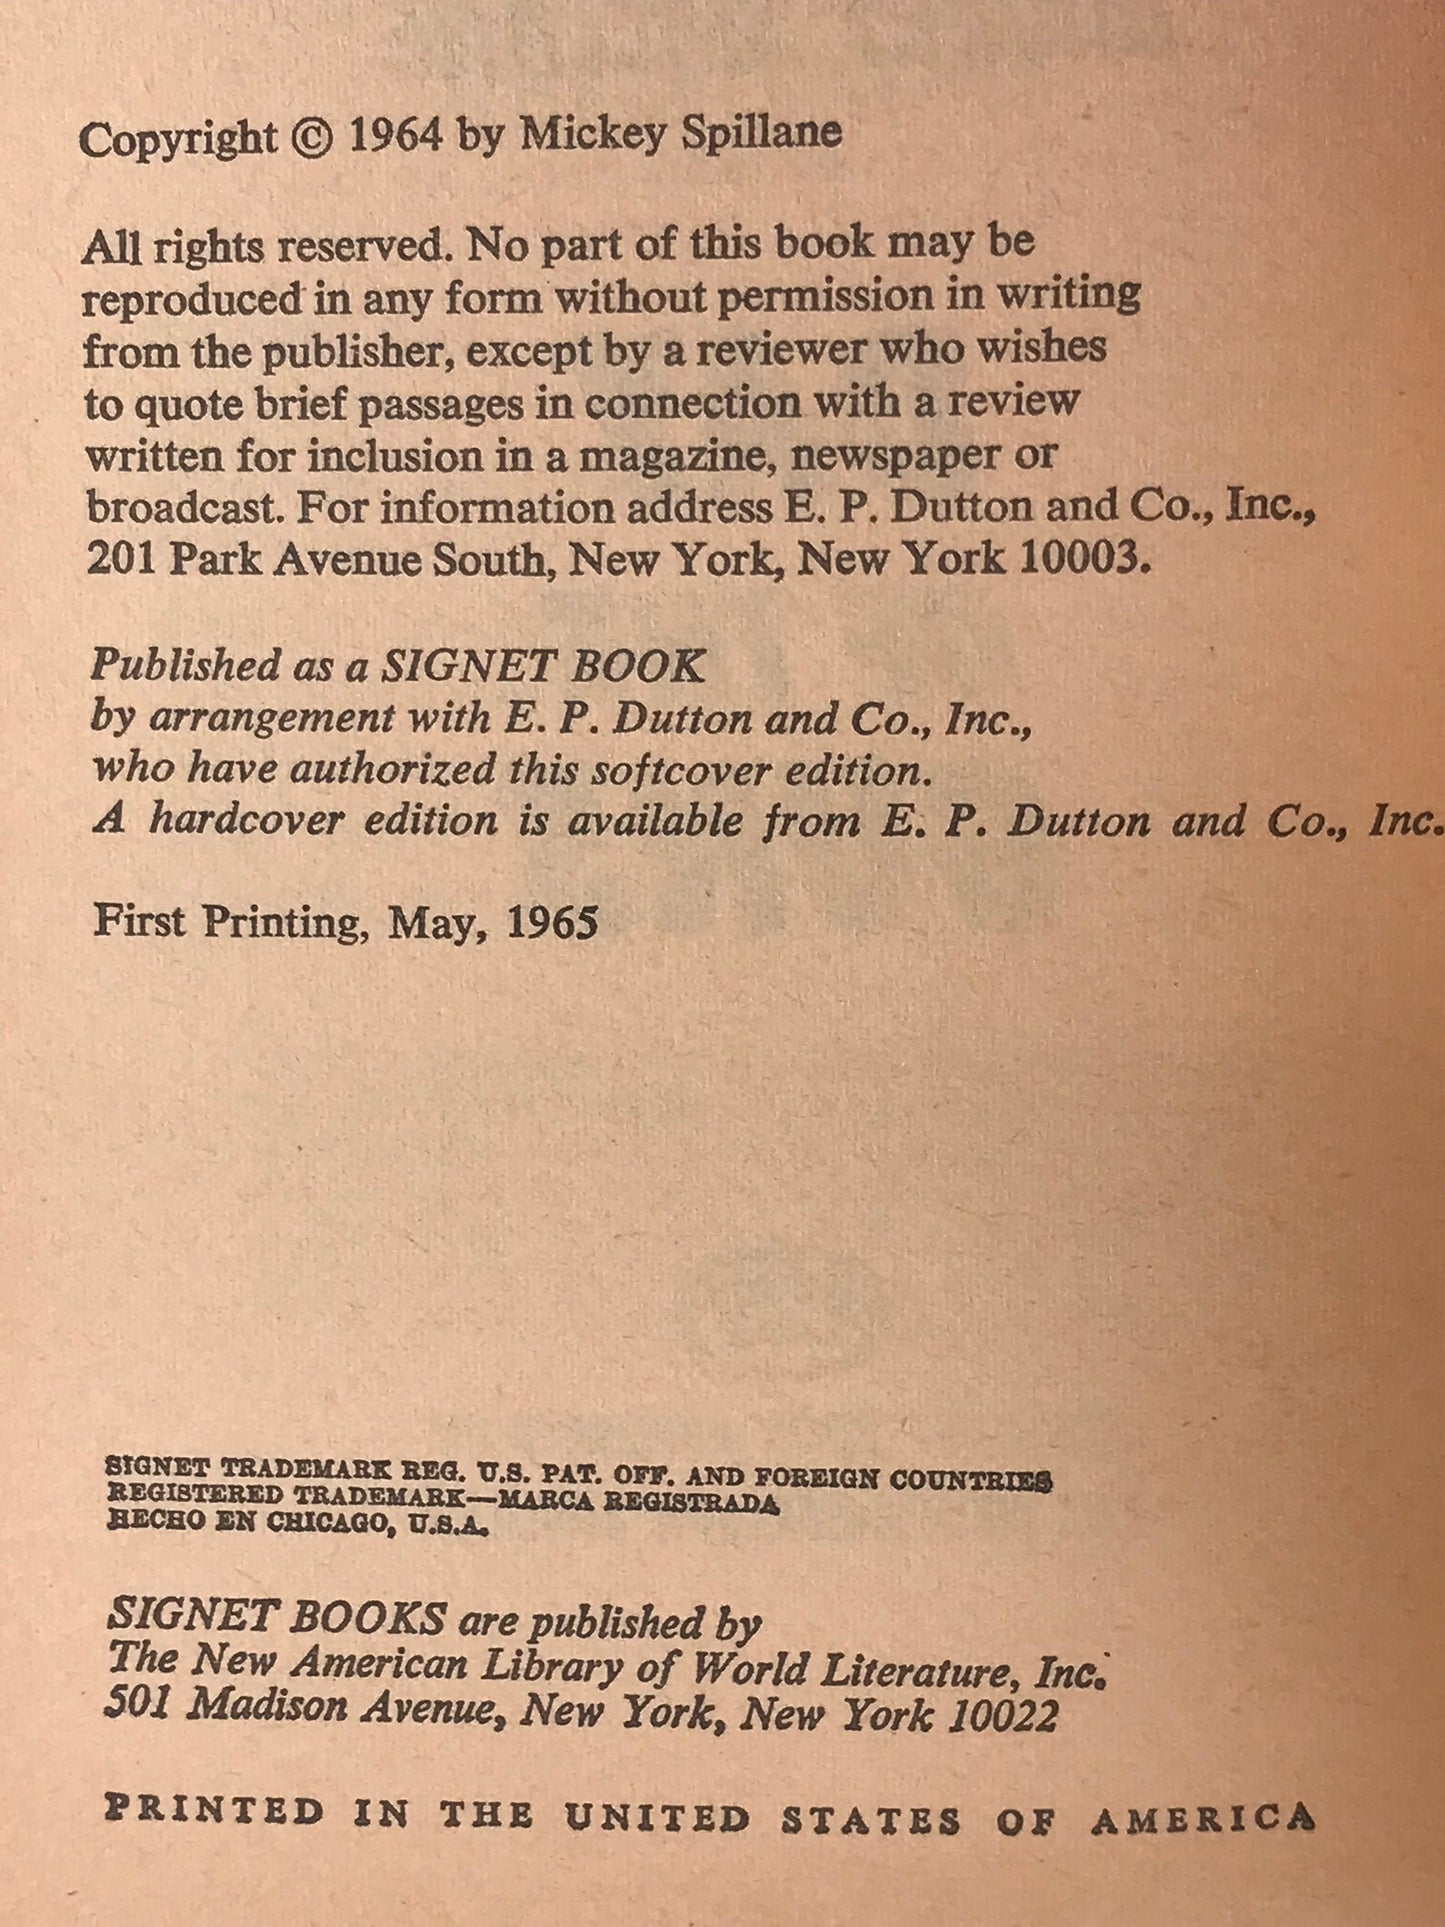 Copyright © 1964 by Mickey Spillane
All rights reserved. No part of this book may be
reproduced in any form without permission in writing
from the publisher, except by a reviewer who wishes
to quote brief passages in connection with a review
written for inclusion in a magazine, newspaper or
broadcast. For information address E. P. Dutton and Co., Inc.,
201 Park Avenue South, New York, New York 10003.
Published as a SIGNET BOOK
by arrangement with E. P. Dutton and Co., Inc.,
who have authorized this softcover edition.
A hardcover edition is available from E. P. Dutton and Co., Inc.
First Printing, May, 1965
SIGNET TRADEMARK REG. U.S. PAT. OFF. AND FOREIGN COUNTRIES
REGISTERED TRADEMARK—MARCA REGISTRADA
HECHO EN CHICAGO, U.S.A.
SIGNET BOOKS are published by
The New American Library of World Literature, Inc.
501 Madison Avenue, New York, New York 10022
PRINTED IN THE UNITED STATES OF AMERICA